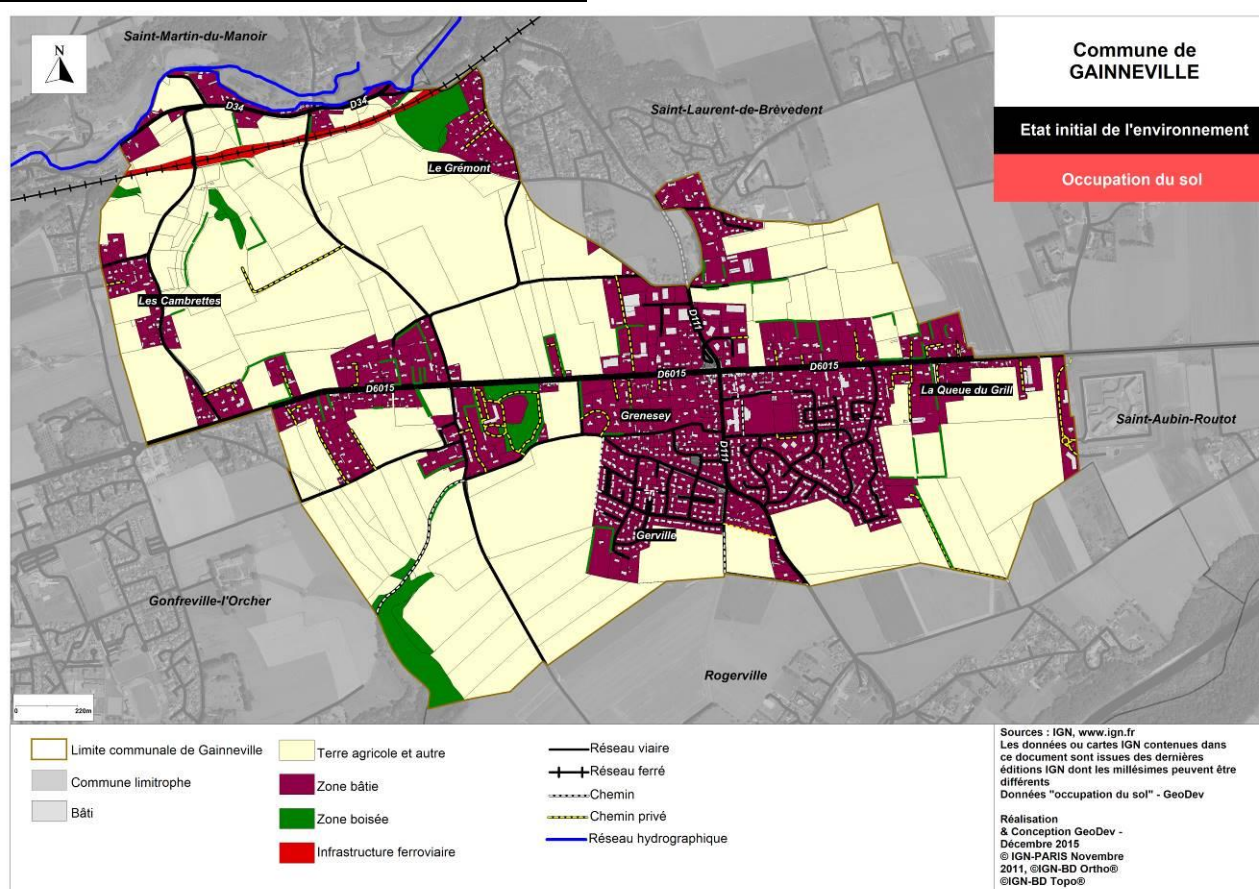 Saint-Martin-du-Manoir
N
Commune de
GAINNEVILLE
Etat initial de l'environnement
Occupation du sol
D34
D34
Saint-Laurent-de-Brèvedent
Le Grémont
Les Cambrettes
D111
D6015
D6015
D6015
La Queue du Grill
Grenesey
Saint-Aubin-Routot
D111
Gerville
Gonfreville-l'Orcher
Rogerville
0 220m
Limite communale de Gainneville
Commune limitrophe
Bâti
Terre agricole et autre
Zone bâtie
Zone boisée
Infrastructure ferroviaire
Réseau viaire
Réseau ferré
Chemin
Chemin privé
Réseau hydrographique
Sources : IGN, www.ign.fr
Les données ou cartes IGN contenues dans
ce document sont issues des dernières
éditions IGN dont les millésimes peuvent être
différents
Données "occupation du sol" - GeoDev
Réalisation
& Conception GeoDev -
Décembre 2015
© IGN-PARIS Novembre
2011, ©IGN-BD Ortho®
©IGN-BD Topo®